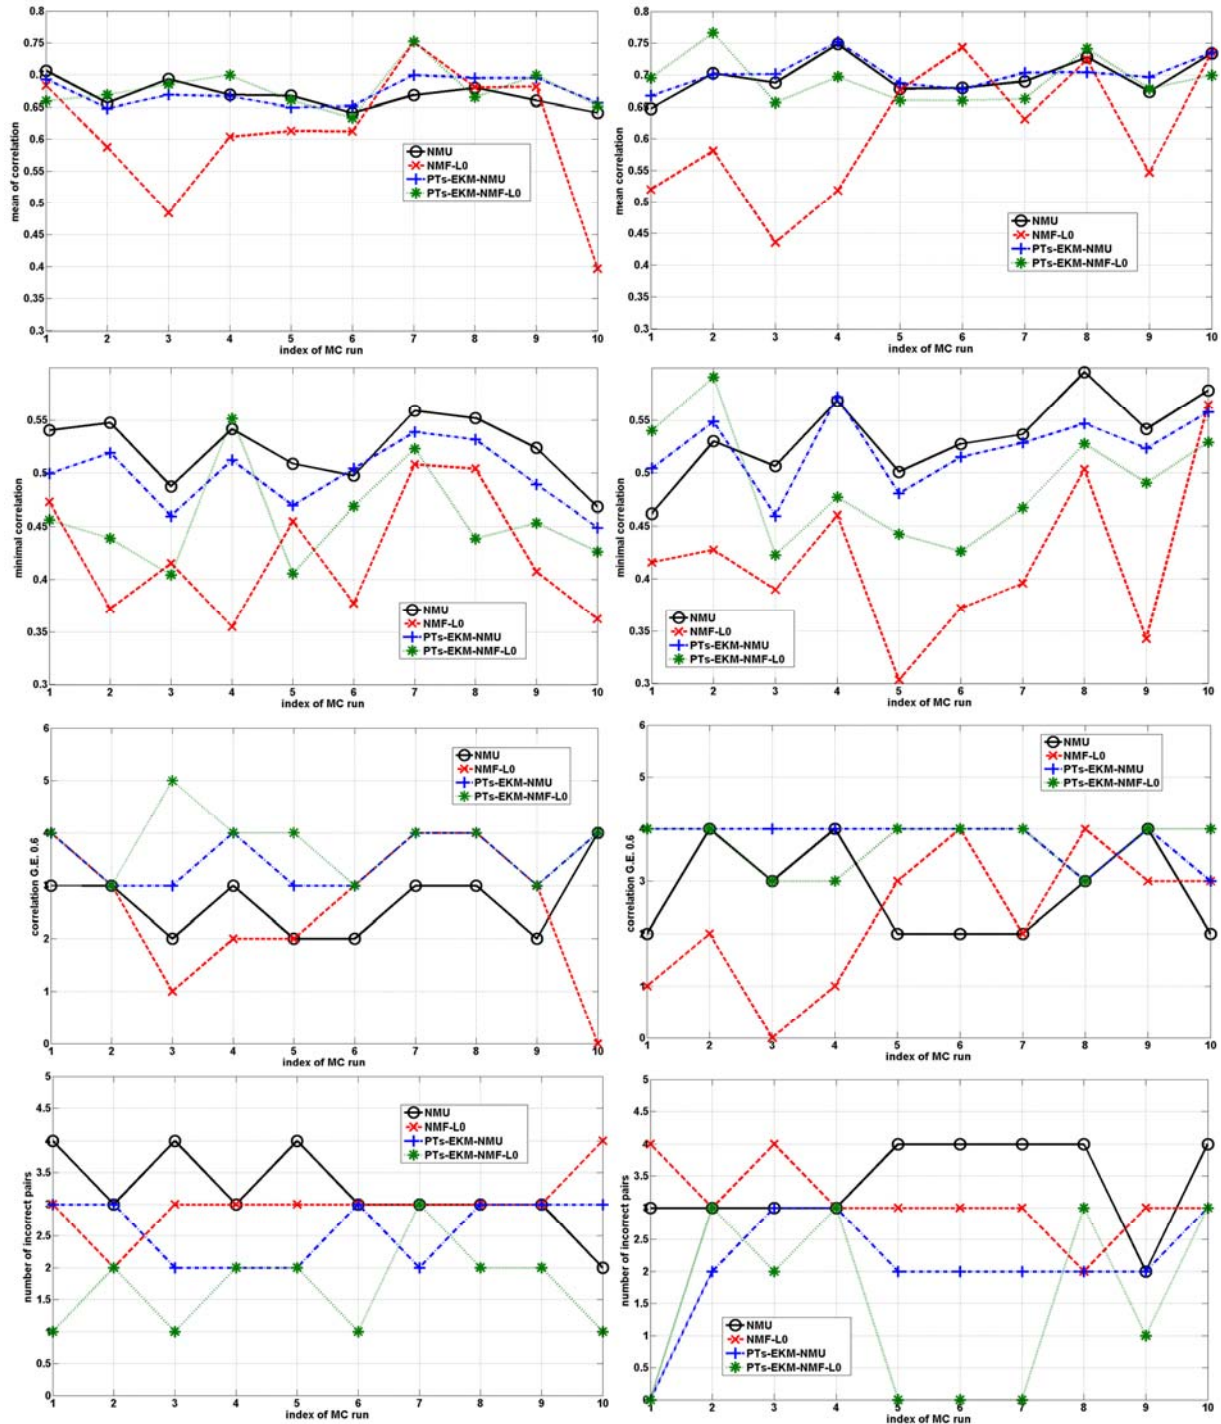 0.8
0.75
0.7
0.65
0.6
0.55
0.5
0.45
0.4
0.35
0.3
mean of correlation
NMU
NMF-L0
PTs-EKM-NMU
PTs-EKM-NMF-L0
1 2 3 4 5 6 7 8 9 10
index of MC run
0.8
0.75
0.7
0.65
0.6
0.55
0.5
0.45
0.4
0.35
0.3
mean correlation
NMU
NMF-L0
PTs-EKM-NMU
PTs-EKM-NMF-L0
1 2 3 4 5 6 7 8 9 10
index of MC run
0.55
0.5
0.45
0.4
0.35
0.3
minimal correlation
NMU
NMF-L0
PTs-EKM-NMU
PTs-EKM-NMF-L0
1 2 3 4 5 6 7 8 9 10
index of MC run
0.55
0.5
0.45
0.4
0.35
0.3
minimal correlation
NMU
NMF-L0
PTs-EKM-NMU
PTs-EKM-NMF-L0
1 2 3 4 5 6 7 8 9 10
index of MC run
6
5
4
3
2
1
0
correlation G.E. 0.6
NMU
NMF-L0
PTs-EKM-NMU
PTs-EKM-NMF-L0
1 2 3 4 5 6 7 8 9 10
index of MC run
6
5
4
3
2
1
0
correlation G.E. 0.6
NMU
NMF-L0
PTs-EKM-NMU
PTs-EKM-NMF-L0
1 2 3 4 5 6 7 8 9 10
index of MC run
5
4.5
4
3.5
3
2.5
2
1.5
1
0.5
0
number of incorrect pairs
NMU
NMF-L0
PTs-EKM-NMU
PTs-EKM-NMF-L0
1 2 3 4 5 6 7 8 9 10
index of MC run
5
4.5
4
3.5
3
2.5
2
1.5
1
0.5
0
number of incorrect pairs
NMU
NMF-L0
PTs-EKM-NMU
PTs-EKM-NMF-L0
1 2 3 4 5 6 7 8 9 10
index of MC run